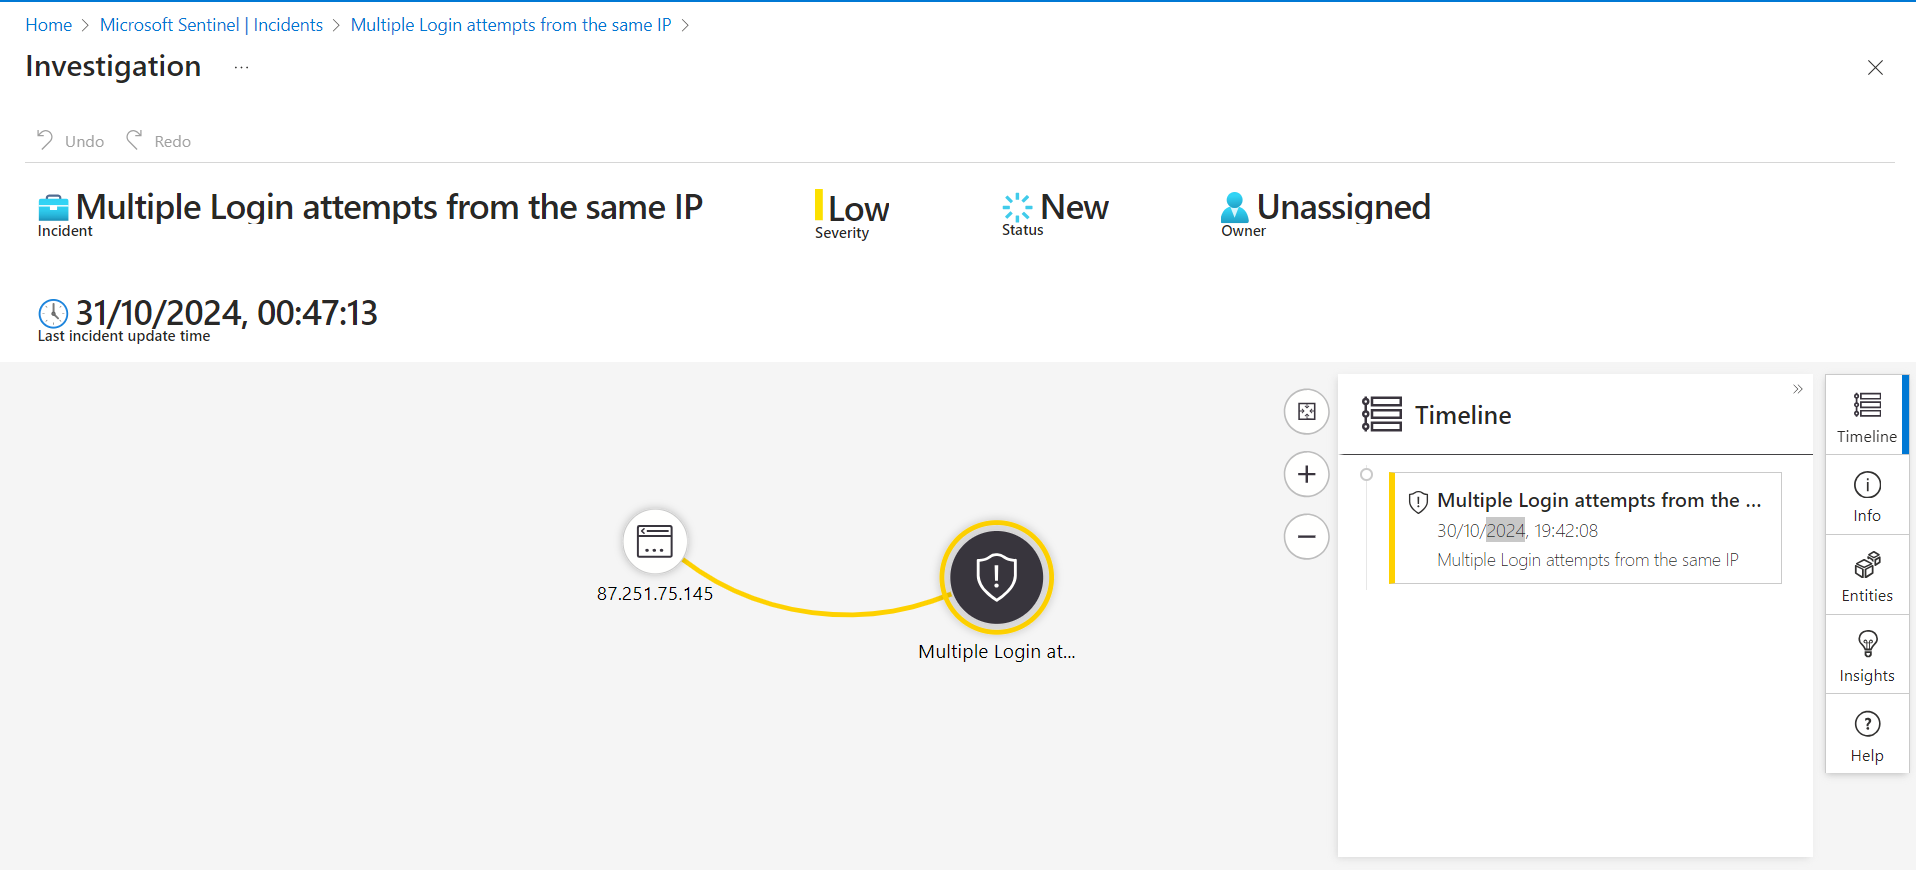 Home > Microsoft Sentinel | Incidents > Multiple Login attempts from the same IP >
Investigation ...
Undo Redo
Multiple Login attempts from the same IP
Incident
Low
Severity
New
Status
Unassigned
Owner
31/10/2024, 00:47:13
Last incident update time
87.251.75.145
Multiple Login at...
Timeline
Multiple Login attempts from the ...
30/10/2024, 19:42:08
Multiple Login attempts from the same IP
Timeline
Info
Entities
Insights
Help